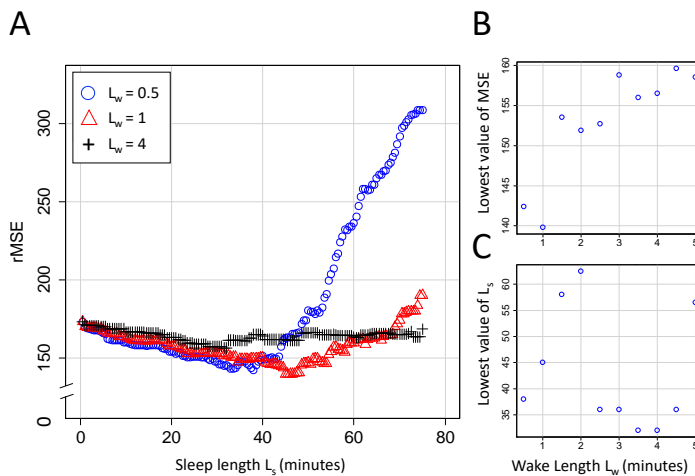 A
rMSE
300
250
200
150
0
L_w = 0.5
L_w = 1
L_w = 4
0 20 40 60 80
Sleep length L_s (minutes)
B
Lowest value of MSE
160
155
150
145
140
1 2 3 4 5
C
Lowest value of L_s
60
55
50
45
40
35
1 2 3 4 5
Wake Length L_w (minutes)